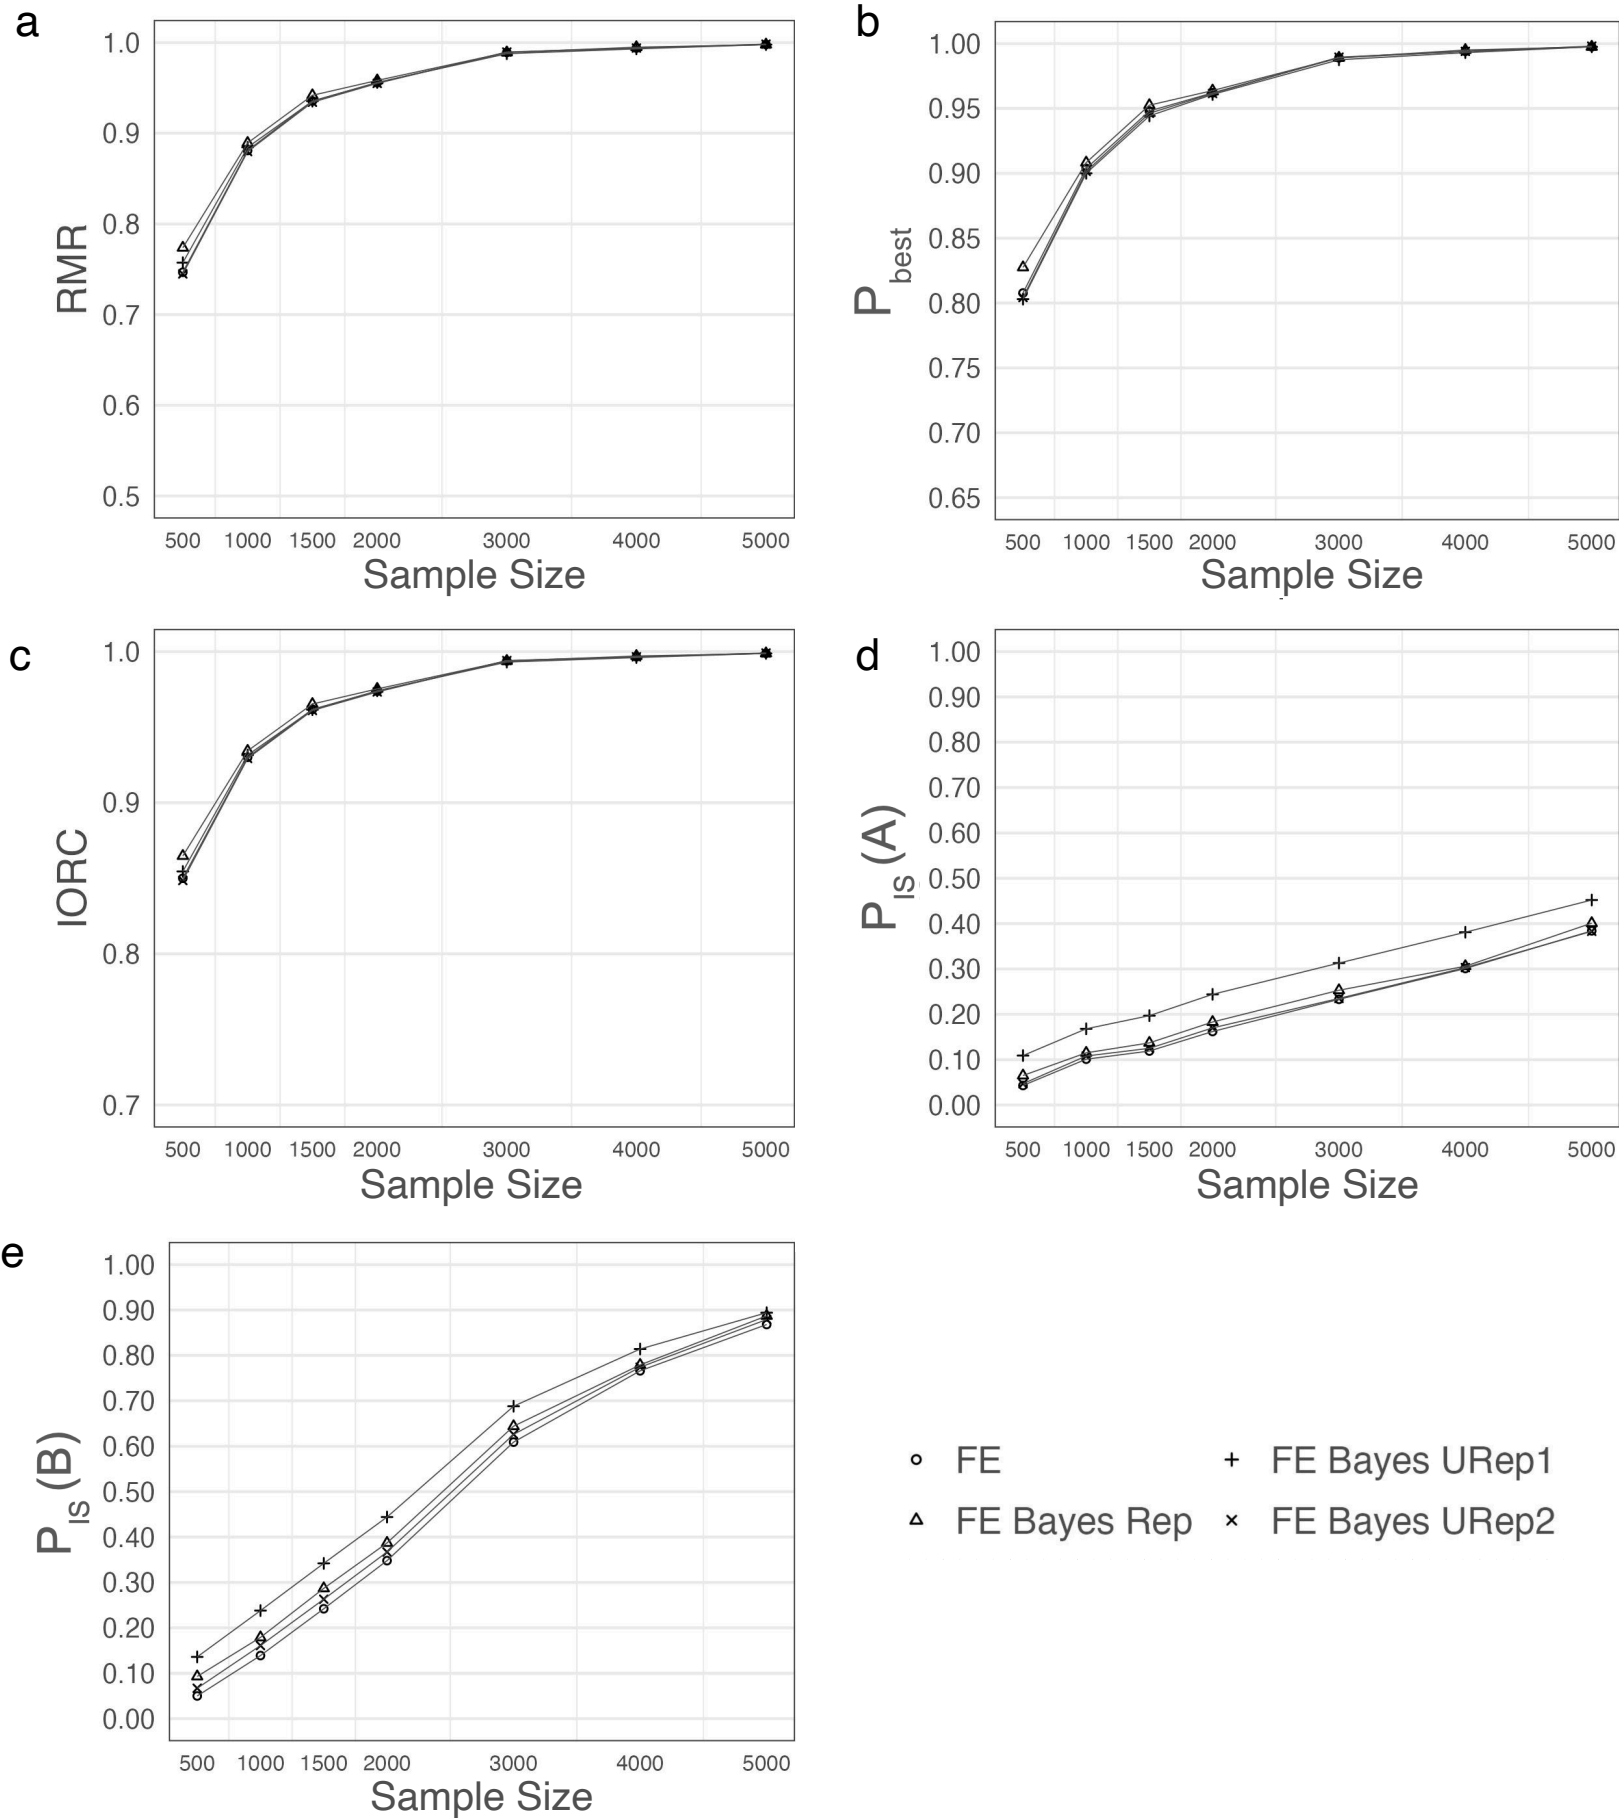 a
1.0
0.9
0.8
0.7
0.6
0.5
RMR
500 1000 1500 2000 3000 4000 5000
Sample Size
b
1.00
0.95
0.90
0.85
0.80
0.75
0.70
0.65
P best
500 1000 1500 2000 3000 4000 5000
Sample Size
c
1.0
0.9
0.8
0.7
IORC
500 1000 1500 2000 3000 4000 5000
Sample Size
d
1.00
0.90
0.80
0.70
0.60
0.50
0.40
0.30
0.20
0.10
0.00
P IS (A)
500 1000 1500 2000 3000 4000 5000
Sample Size
e
1.00
0.90
0.80
0.70
0.60
0.50
0.40
0.30
0.20
0.10
0.00
P IS (B)
500 1000 1500 2000 3000 4000 5000
Sample Size
FE FE Bayes URep1
FE Bayes Rep FE Bayes URep2